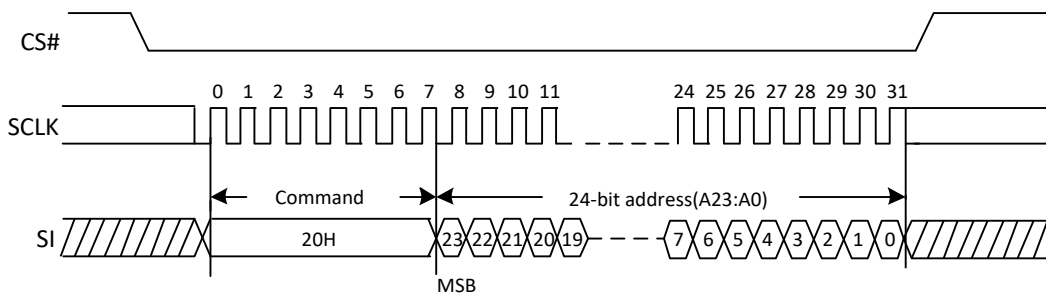 CS#
0 1 2 3 4 5 6 7 8 9 10 11 24 25 26 27 28 29 30 31
SCLK
Command 24-bit address(A23:A0)
SI 20H 23 22 21 20 19 7 6 5 4 3 2 1 0
MSB